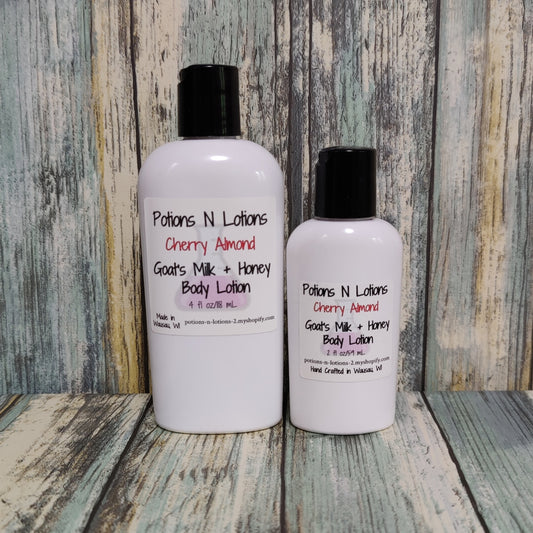 Potions N Lotions
Cherry Almond
Goat's Milk + Honey
Body Lotion
4 fl oz/118 mL
Made in
Wausau, WI
potions-n-lotions-2.myshopify.com
Potions N Lotions
Cherry Almond
Goat's Milk + Honey
Body Lotion
2 fl oz/59 mL
potions-n-lotions-2.myshopify.com
Hand Crafted in Wausau, WI